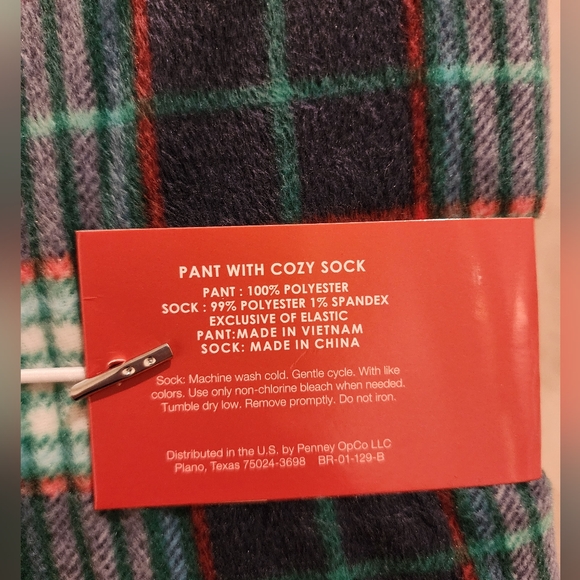 PANT WITH COZY SOCK
PANT : 100% POLYESTER
SOCK : 99% POLYESTER 1% SPANDEX
EXCLUSIVE OF ELASTIC
PANT:MADE IN VIETNAM
SOCK: MADE IN CHINA
Sock: Machine wash cold. Gentle cycle. With like
colors. Use only non-chlorine bleach when needed.
Tumble dry low. Remove promptly. Do not iron.
Distributed in the U.S. by Penney OpCo LLC
Plano, Texas 75024-3698 BR-01-129-B